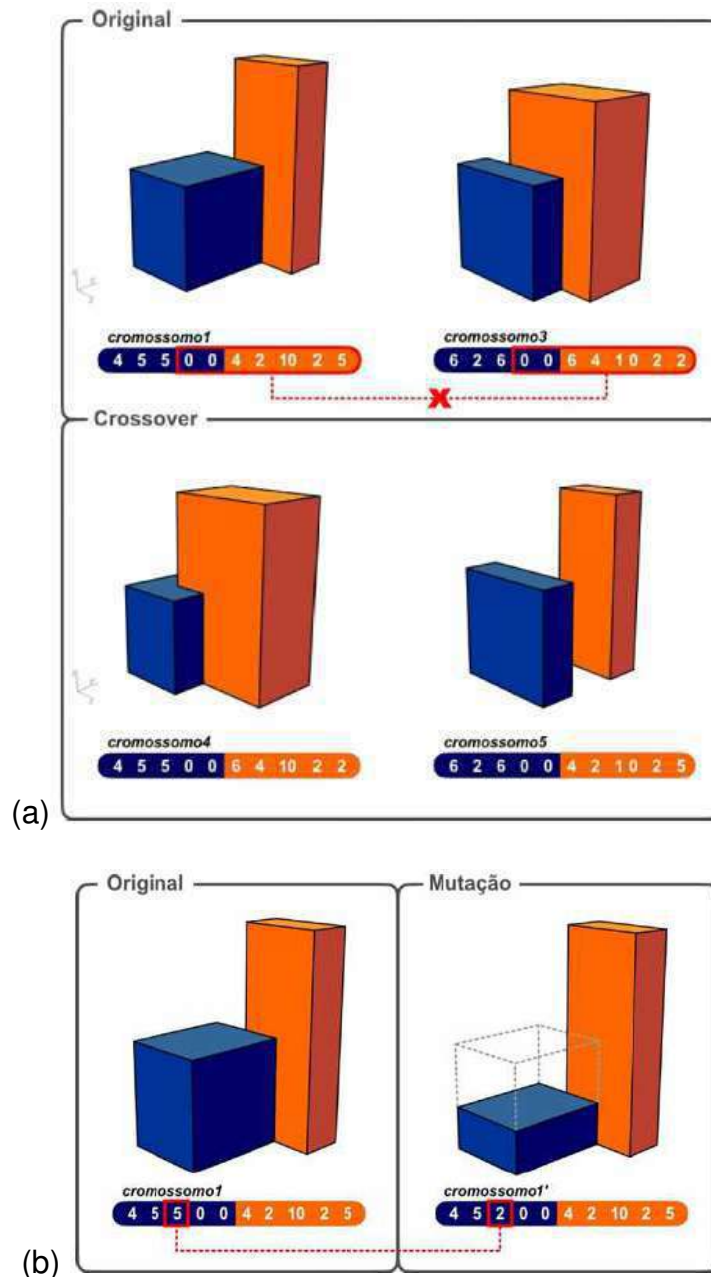 Original
cromossomo1 cromossomo3
4 5 5 0 0 4 2 10 2 5 6 2 6 0 0 6 4 10 2 2
X
Crossover
cromossomo4 cromossomo5
4 5 5 0 0 6 4 10 2 2 6 2 6 0 0 4 2 10 2 5
(a)
Original Mutação
cromossomo1 cromossomo1'
4 5 5 0 0 4 2 10 2 5 4 5 2 0 0 4 2 10 2 5
(b)